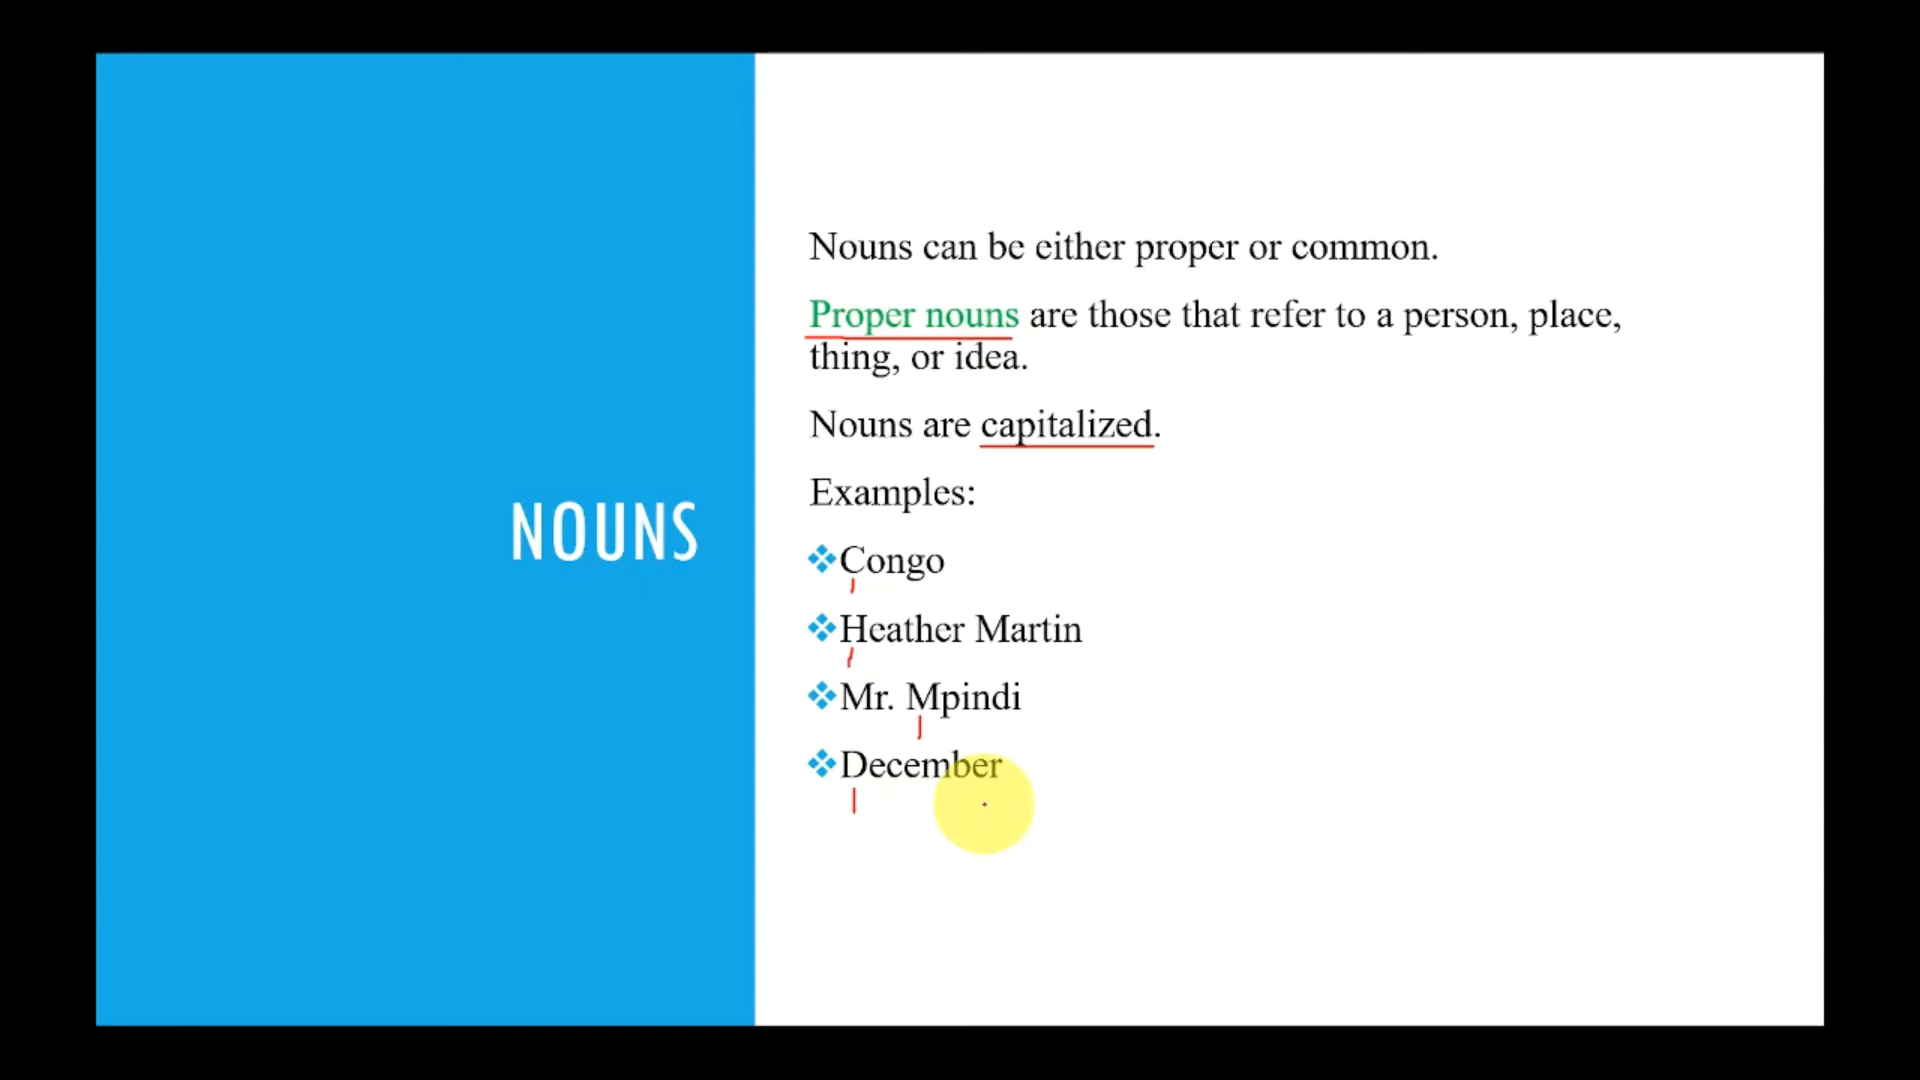 NOUNS
Nouns can be either proper or common.
Proper nouns are those that refer to a person, place,
thing, or idea.
Nouns are capitalized.
Examples:
Congo
Heather Martin
Mr. Mpindi
December